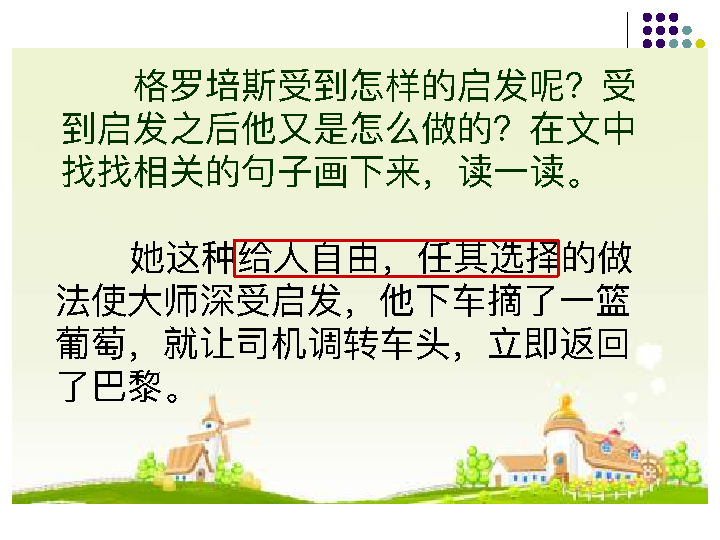 格罗培斯受到怎样的启发呢？受
到启发之后他又是怎么做的？在文中
找找相关的句子画下来，读一读。
她这种给人自由，任其选择的做
法使大师深受启发，他下车摘了一篮
葡萄，就让司机调转车头，立即返回
了巴黎。